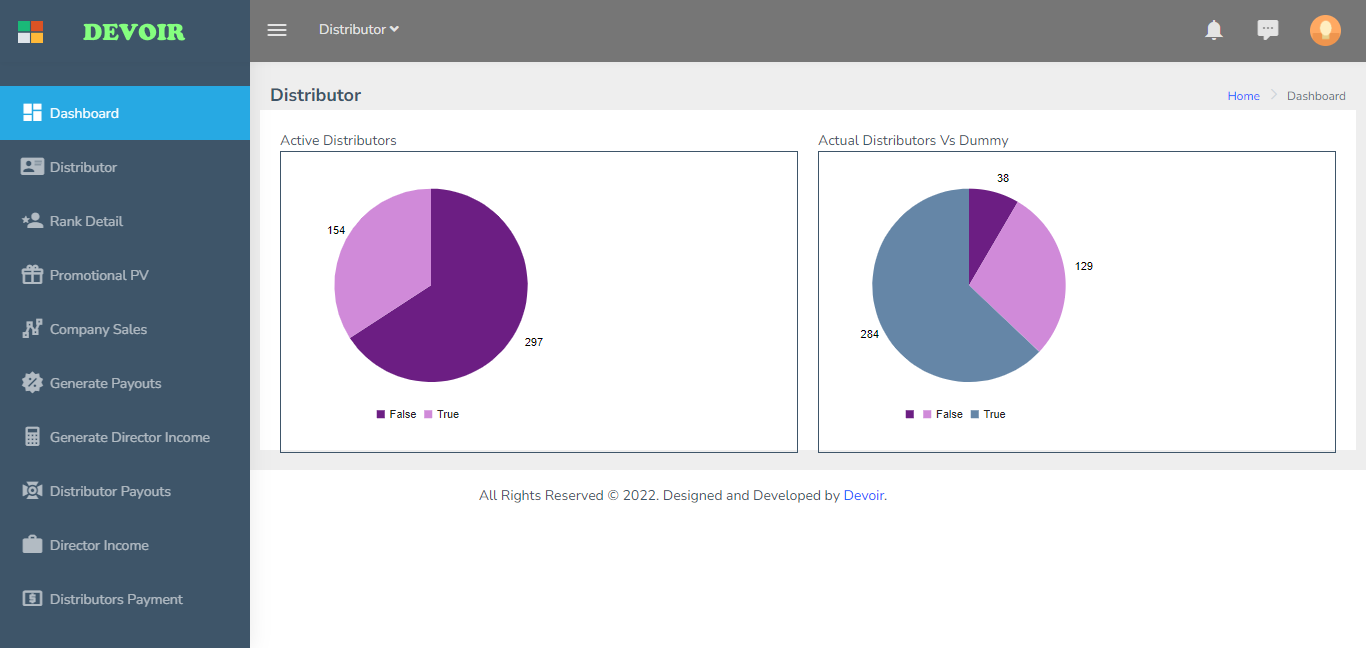 DEVOIR
Distributor
Dashboard
Distributor
Rank Detail
Promotional PV
Company Sales
Generate Payouts
Generate Director Income
Distributor Payouts
Director Income
Distributors Payment
Distributor
Home > Dashboard
Active Distributors
154
297
False True
Actual Distributors Vs Dummy
38
129
284
False True
All Rights Reserved © 2022. Designed and Developed by Devoir.